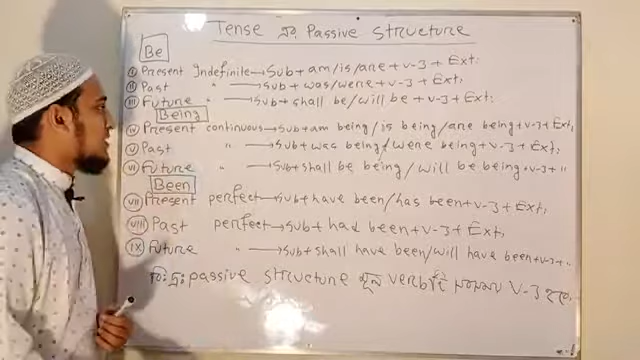 Tense এর Passive Structure
Be
(i) Present Indefinite→Sub+am/is/are+v-3+Ext:
(ii) Past " →Sub+was/were+v-3+Ext:
(iii) Future " →Sub+shall be/will be+v-3+Ext:
Being
(iv) Present continuous→Sub+am being/is being/are being+v-3+Ext:
(v) Past " →Sub+was being/were being+v-3+Ext:
(vi) Future " →Sub+shall be being/will be being+v-3+"
Been
(vii) Present perfect→Sub+have been/has been+v-3+Ext:
(viii) Past perfect→Sub+had been+v-3+Ext:
(ix) Future " →Sub+shall have been/will have been+v-3+"
বি:দ্র: passive structure মূল verb টি সবসময় V-3 হবে।